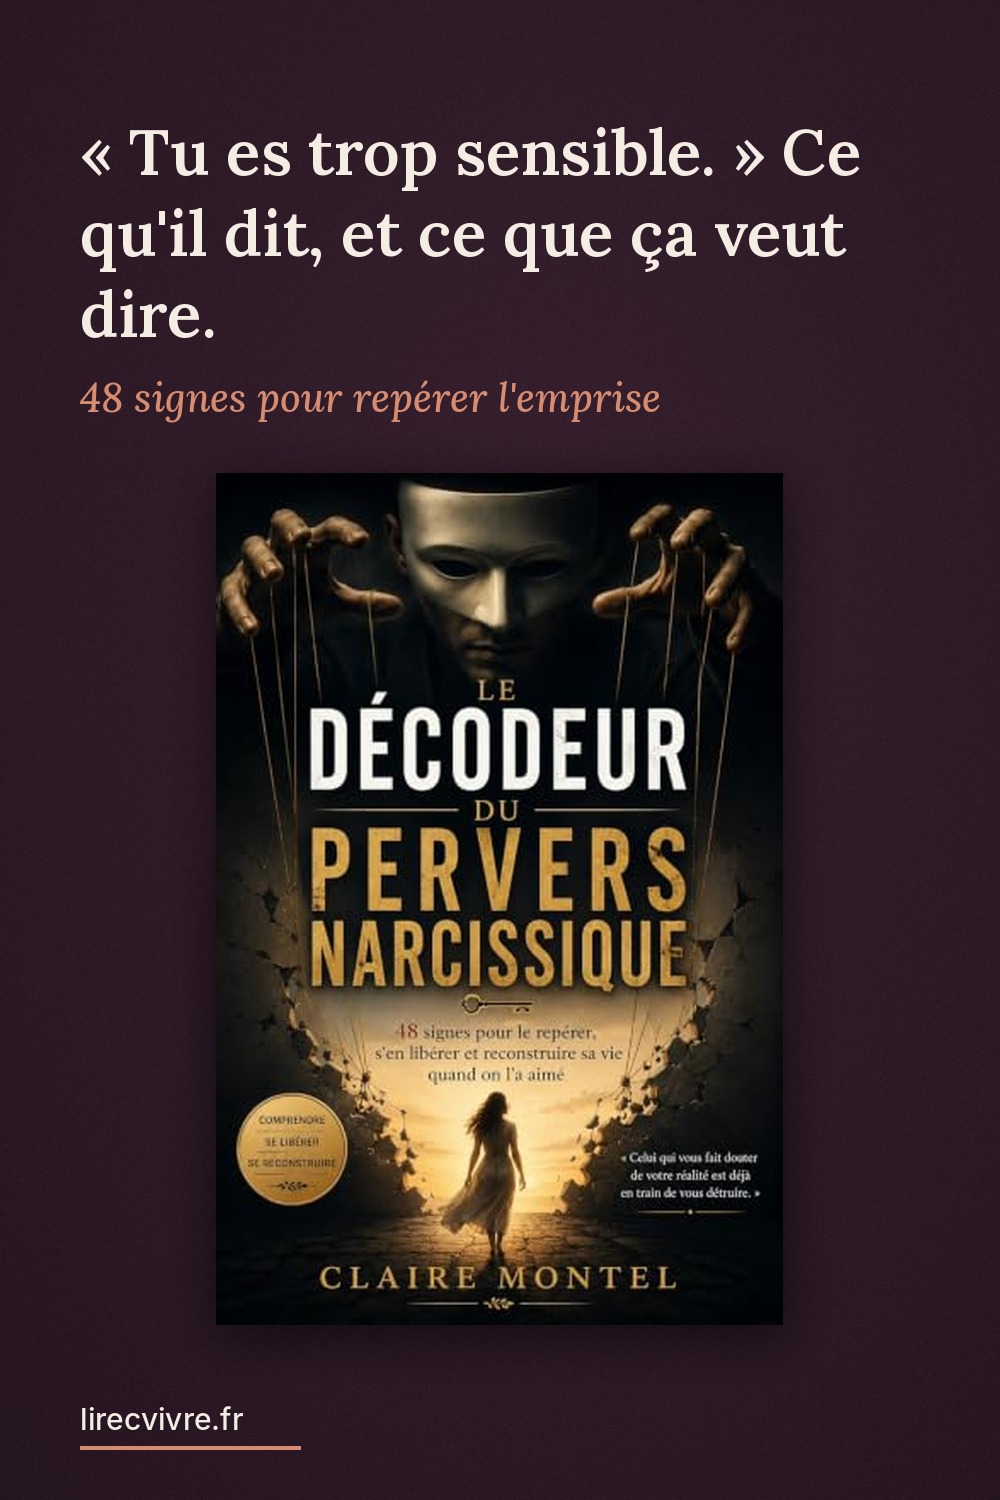 « Tu es trop sensible. » Ce
qu'il dit, et ce que ça veut
dire.
48 signes pour repérer l'emprise
LE
DÉCODEUR
DU
PERVERS
NARCISSIQUE
48 signes pour le repérer,
s'en libérer et reconstruire sa vie
quand on l'a aimé
COMPRENDRE
SE LIBÉRER
SE RECONSTRUIRE
« Celui qui vous fait douter
de votre réalité est déjà
en train de vous détruire. »
CLAIRE MONTEL
lirecvivre.fr